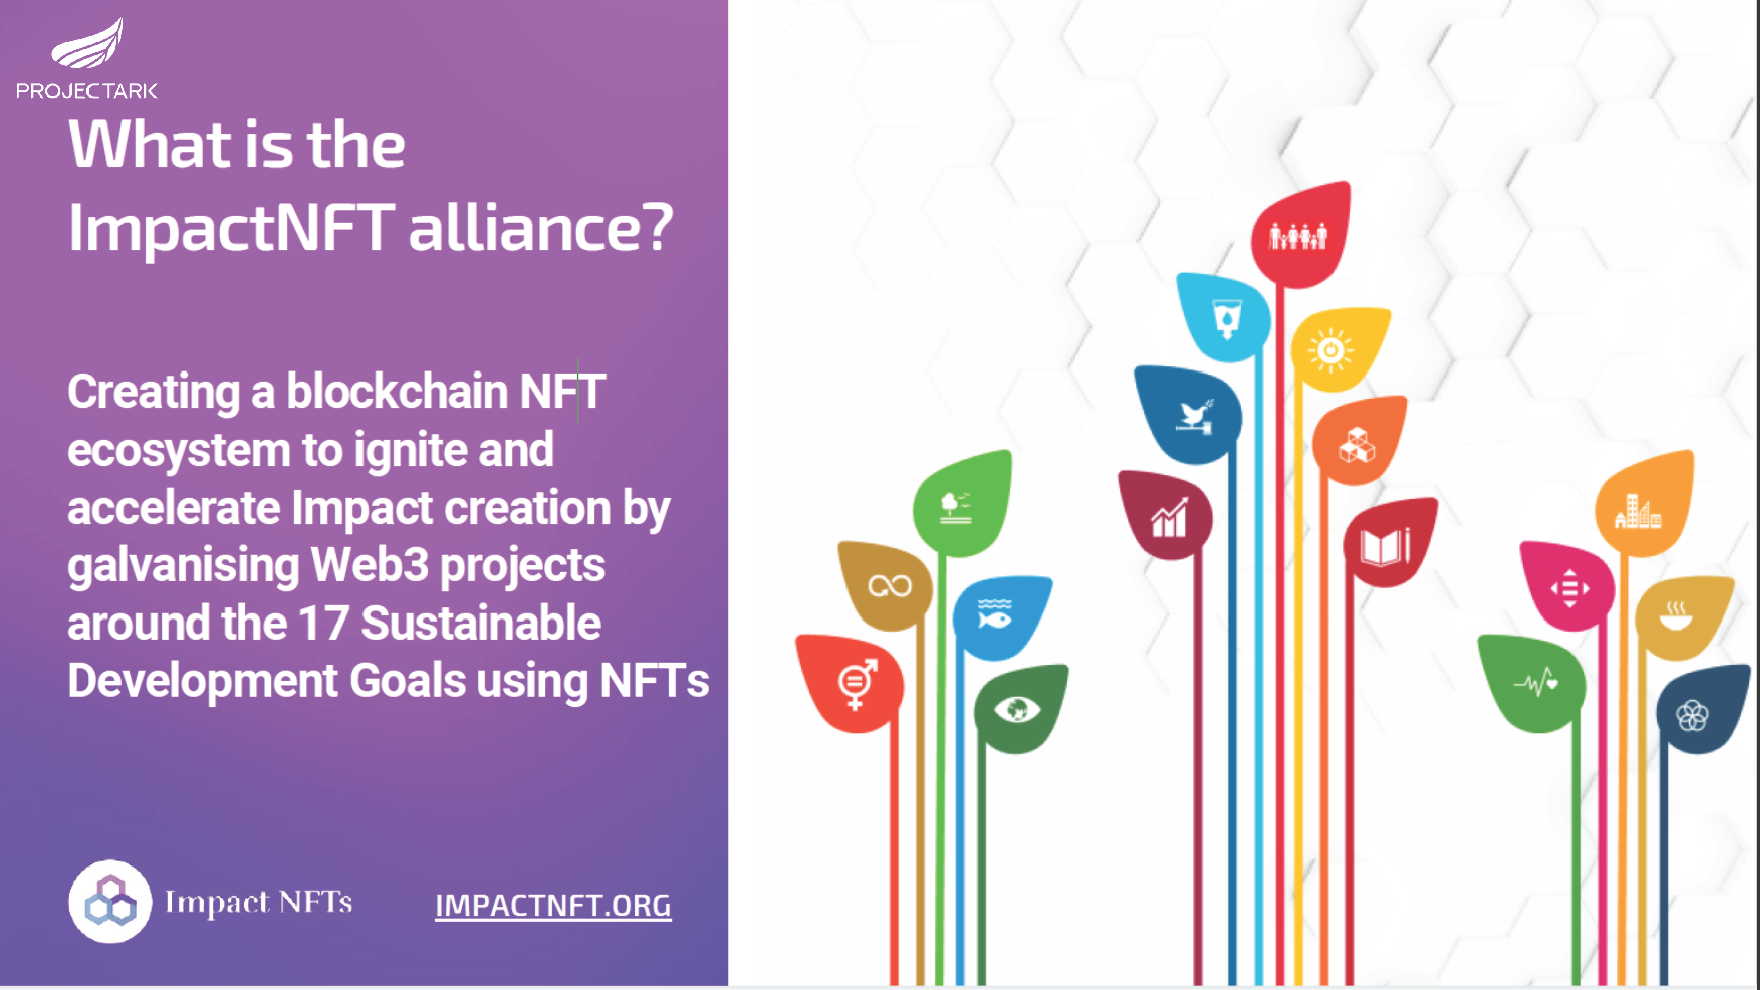 PROJECTARK
What is the
ImpactNFT alliance?
Creating a blockchain NFT
ecosystem to ignite and
accelerate Impact creation by
galvanising Web3 projects
around the 17 Sustainable
Development Goals using NFTs
Impact NFTs
IMPACTNFT.ORG